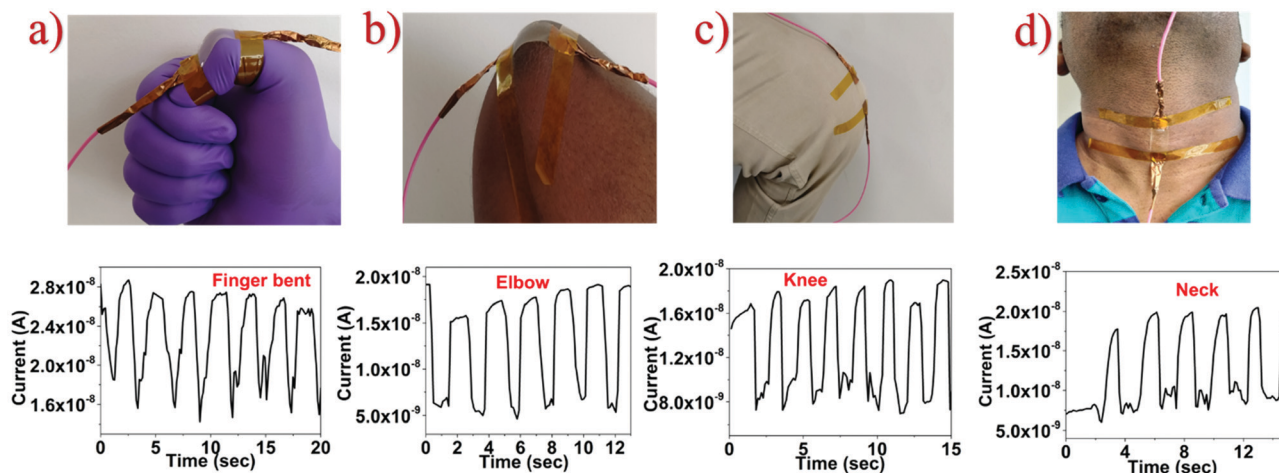 a)
b)
c)
d)
Finger bent
2.8x10⁻⁸
2.4x10⁻⁸
2.0x10⁻⁸
1.6x10⁻⁸
Current (A)
0 5 10 15 20
Time (sec)
Elbow
2.0x10⁻⁸
1.5x10⁻⁸
1.0x10⁻⁸
5.0x10⁻⁹
Current (A)
0 2 4 6 8 10 12
Time (sec)
Knee
2.0x10⁻⁸
1.6x10⁻⁸
1.2x10⁻⁸
8.0x10⁻⁹
Current (A)
0 5 10 15
Time (sec)
Neck
2.5x10⁻⁸
2.0x10⁻⁸
1.5x10⁻⁸
1.0x10⁻⁸
5.0x10⁻⁹
Current (A)
0 4 8 12
Time (sec)